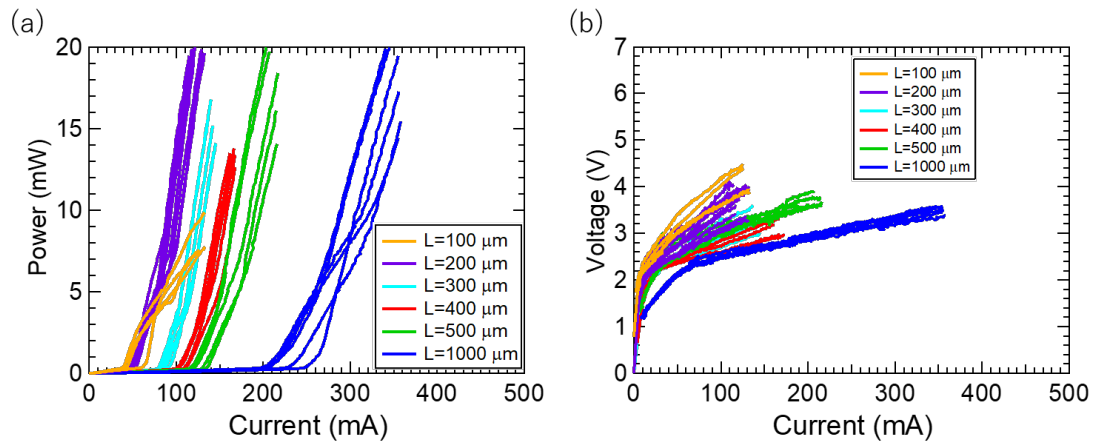 (a)
20
15
10
5
0
Power (mW)
0 100 200 300 400 500
Current (mA)
L=100 μm
L=200 μm
L=300 μm
L=400 μm
L=500 μm
L=1000 μm
(b)
7
6
5
4
3
2
1
0
Voltage (V)
0 100 200 300 400 500
Current (mA)
L=100 μm
L=200 μm
L=300 μm
L=400 μm
L=500 μm
L=1000 μm